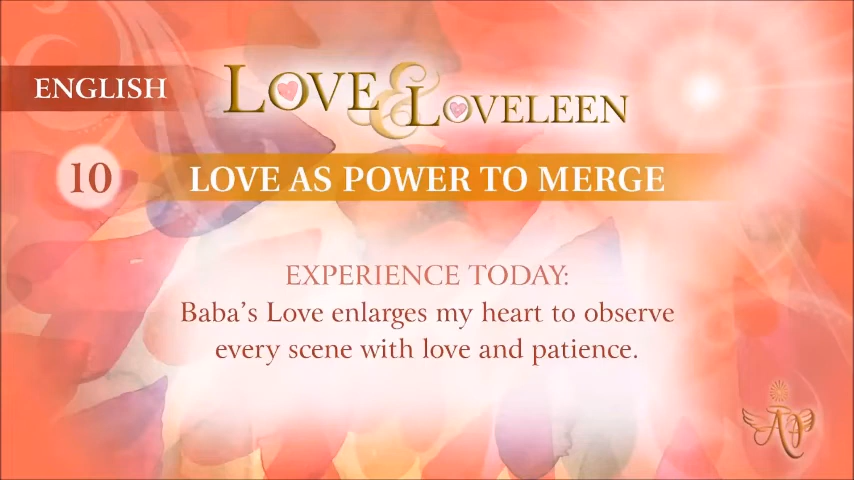 ENGLISH
LOVE & LOVELEEN
10
LOVE AS POWER TO MERGE
EXPERIENCE TODAY:
Baba's Love enlarges my heart to observe
every scene with love and patience.